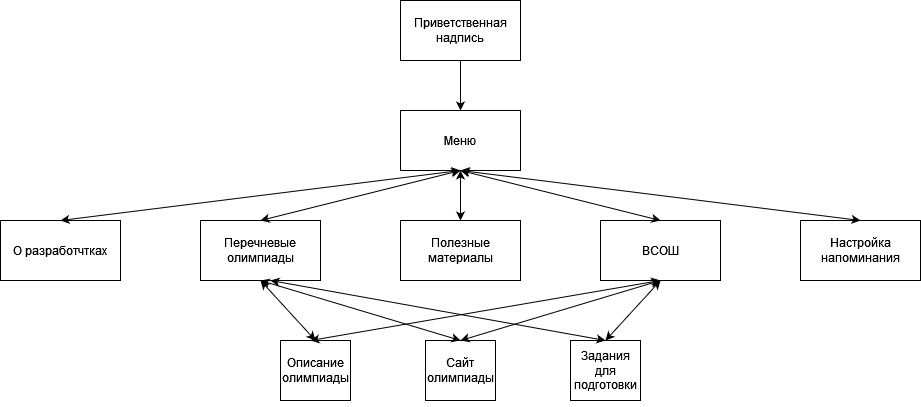 Приветственная
надпись
Меню
О разработчтках
Перечневые
олимпиады
Полезные
материалы
ВСОШ
Настройка
напоминания
Описание
олимпиады
Сайт
олимпиады
Задания
для
подготовки